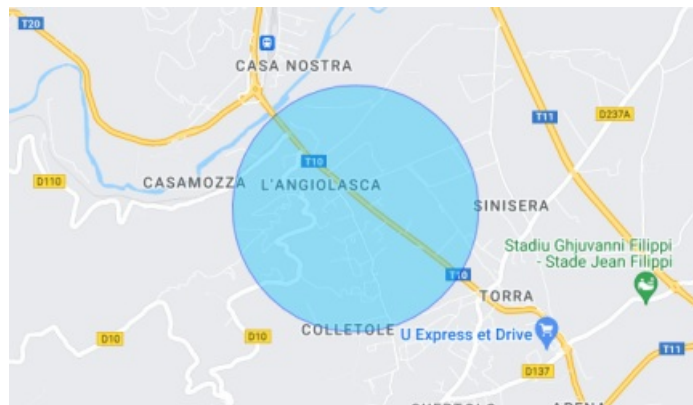 T20
T10
CASA NOSTRA
T11
D237A
T10
D110
CASAMOZZA
L'ANGIOLASCA
SINISERA
Stadiu Ghjuvanni Filippi
- Stade Jean Filippi
T10
TORRA
COLLETOLE
U Express et Drive
D10
D10
T11
D137